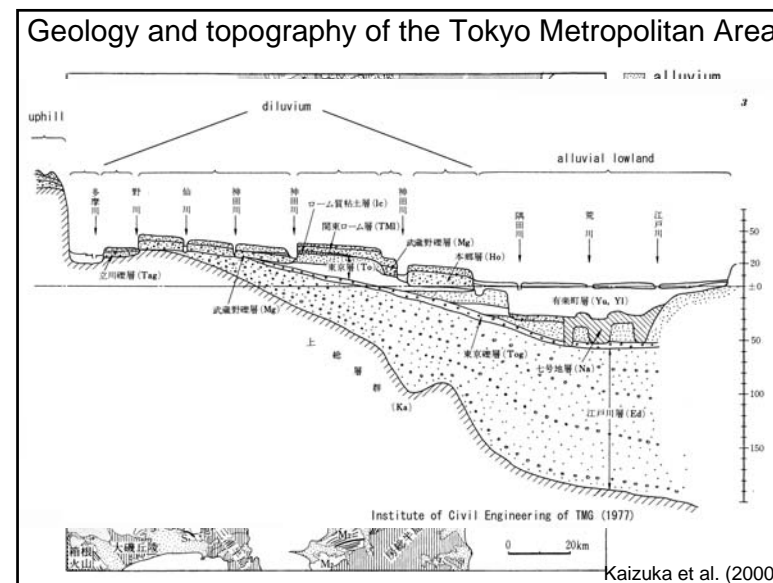 Geology and topography of the Tokyo Metropolitan Area
alluvium
3
uphill
diluvium
alluvial lowland
多摩川
野川
仙川
神田川
神田川
神田川
隅田川
荒川
江戸川
ローム質粘土層(lc)
関東ローム層(TMl)
武蔵野礫層(Mg)
本郷層(Ho)
東京層(To)
立川礫層(Tag)
武蔵野礫層(Mg)
有楽町層(Yu, Yl)
東京礫層(Tog)
七号地層(Na)
上総層群
(Ka)
江戸川層(Ed)
50
20
±0
20
50
100
150
Institute of Civil Engineering of TMG (1977)
箱根
火山
大磯丘陵
0
20km
Kaizuka et al. (2000